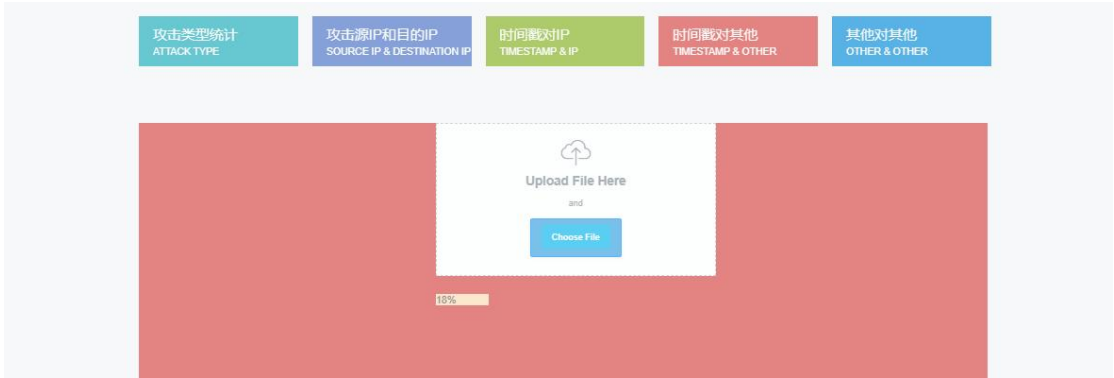 攻击类型统计
ATTACK TYPE
攻击源IP和目的IP
SOURCE IP & DESTINATION IP
时间戳对IP
TIMESTAMP & IP
时间戳对其他
TIMESTAMP & OTHER
其他对其他
OTHER & OTHER
Upload File Here
and
Choose File
18%